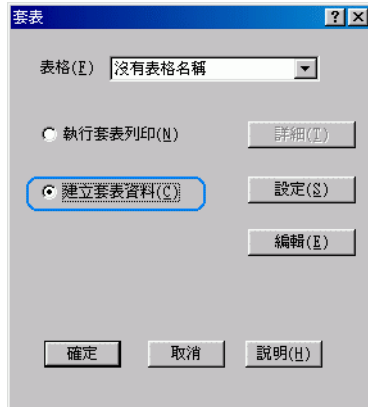 套表
表格(F) 沒有表格名稱
執行套表列印(N) 詳細(T)
建立套表資料(C) 設定(S)
編輯(E)
確定 取消 說明(H)